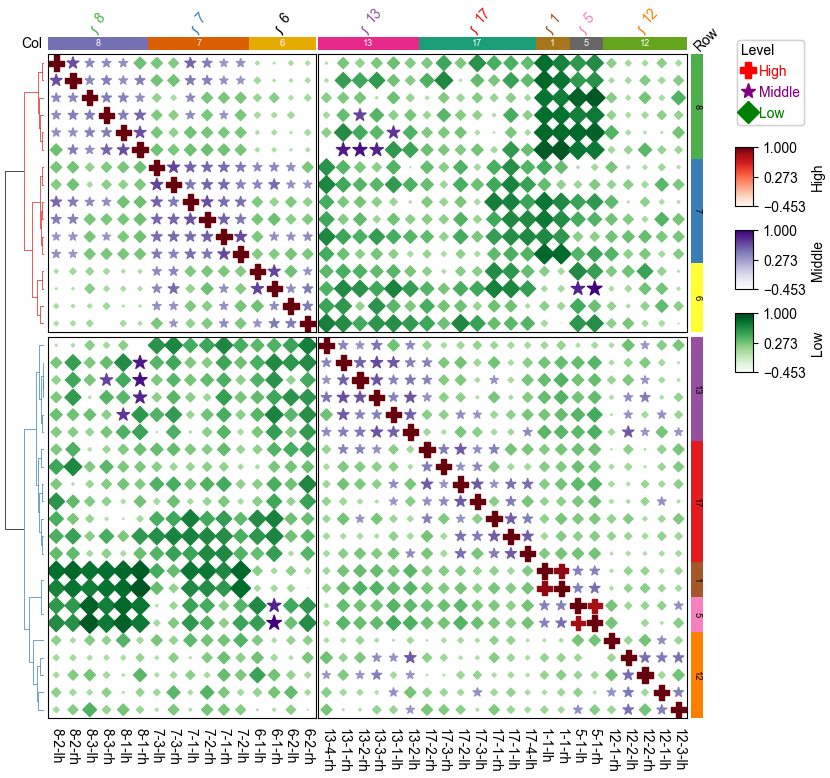 8 7 6 13 17 1 5 12
Col 8 7 6 13 17 1 5 12 Row
8
7
6
13
17
1
5
12
Level
High
Middle
Low
1.000
0.273
−0.453
High
1.000
0.273
−0.453
Middle
1.000
0.273
−0.453
Low
8-2-lh 8-2-rh 8-3-lh 8-3-rh 8-1-lh 8-1-rh 7-3-lh 7-3-rh 7-1-lh 7-2-rh 7-1-rh 7-2-lh 6-1-lh 6-1-rh 6-2-lh 6-2-rh 13-4-rh 13-1-rh 13-2-rh 13-3-rh 13-1-lh 13-2-lh 17-2-rh 17-3-rh 17-2-lh 17-3-lh 17-1-rh 17-1-lh 17-4-lh 1-1-lh 1-1-rh 5-1-lh 5-1-rh 12-1-rh 12-2-lh 12-2-rh 12-1-lh 12-3-lh